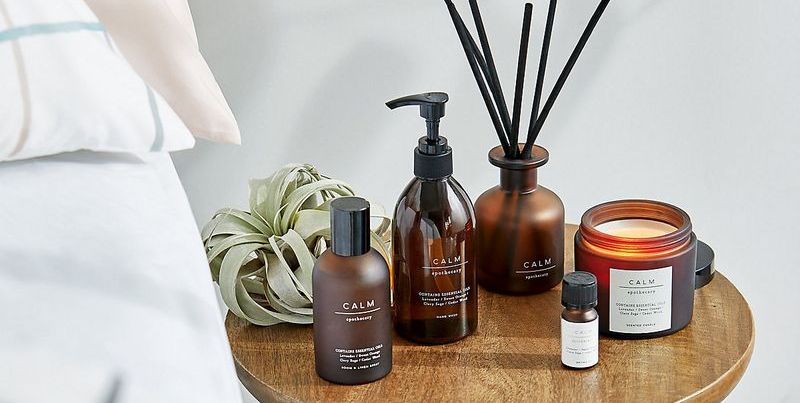 CALM
apothecary
CONTAINS ESSENTIAL OILS
Lavender / Sweet Orange
Clary Sage / Cedar Wood
ROOM & LINEN SPRAY
CALM
apothecary
CONTAINS ESSENTIAL OILS
Lavender / Sweet Orange
Clary Sage / Cedar Wood
HAND WASH
CALM
apothecary
CALM
CALM
apothecary
CONTAINS ESSENTIAL OILS
Lavender / Sweet Orange
Clary Sage / Cedar Wood
SCENTED CANDLE